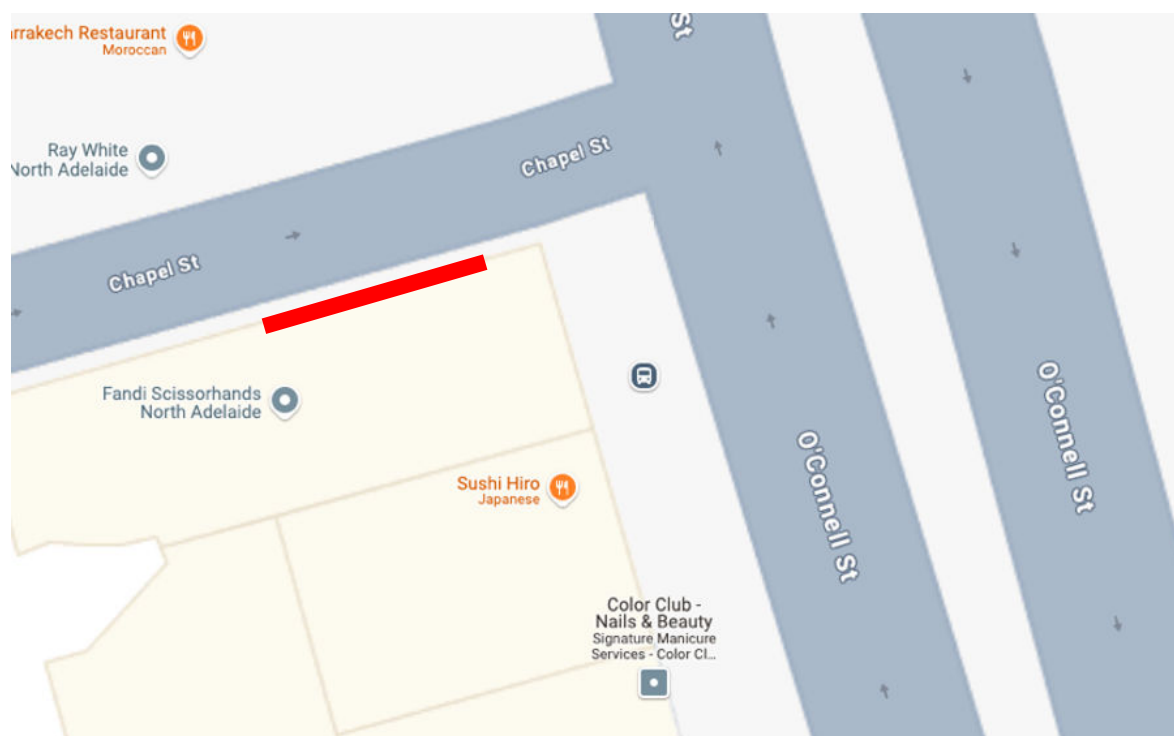 rrakech Restaurant
Moroccan
St
Ray White
North Adelaide
Chapel St
Chapel St
Fandi Scissorhands
North Adelaide
O'Connell St
O'Connell St
Sushi Hiro
Japanese
Color Club -
Nails & Beauty
Signature Manicure
Services - Color Cl...